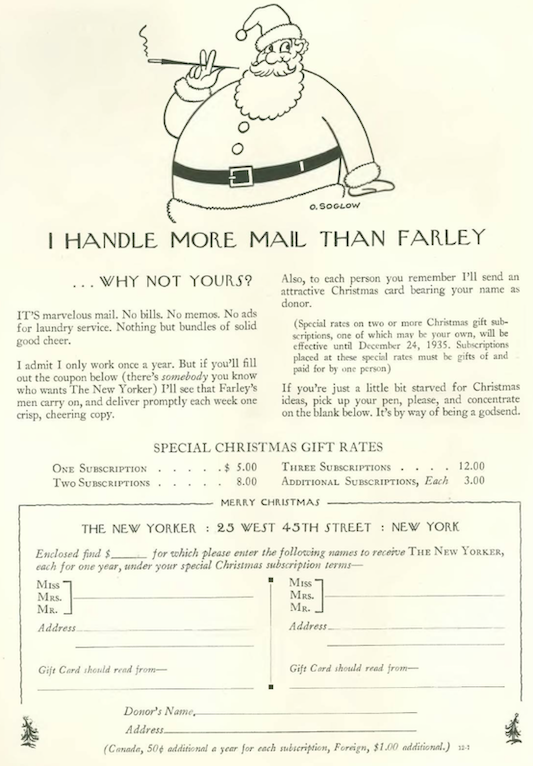 O. SOGLOW
I HANDLE MORE MAIL THAN FARLEY
. . . WHY NOT YOURS?
IT'S marvelous mail. No bills. No memos. No ads
for laundry service. Nothing but bundles of solid
good cheer.
I admit I only work once a year. But if you'll fill
out the coupon below (there's somebody you know
who wants The New Yorker) I'll see that Farley's
men carry on, and deliver promptly each week one
crisp, cheering copy.
Also, to each person you remember I'll send an
attractive Christmas card bearing your name as
donor.
(Special rates on two or more Christmas gift sub-
scriptions, one of which may be your own, will be
effective until December 24, 1935. Subscriptions
placed at these special rates must be gifts of and
paid for by one person)
If you're just a little bit starved for Christmas
ideas, pick up your pen, please, and concentrate
on the blank below. It's by way of being a godsend.
SPECIAL CHRISTMAS GIFT RATES
ONE SUBSCRIPTION . . . . . . $ 5.00
TWO SUBSCRIPTIONS . . . . . 8.00
THREE SUBSCRIPTIONS . . . . 12.00
ADDITIONAL SUBSCRIPTIONS, Each 3.00
MERRY CHRISTMAS
THE NEW YORKER : 25 WEST 45TH STREET : NEW YORK
Enclosed find $______ for which please enter the following names to receive THE NEW YORKER,
each for one year, under your special Christmas subscription terms—
MISS
MRS.
MR.
Address
Gift Card should read from—
MISS
MRS.
MR.
Address
Gift Card should read from—
Donor's Name,
Address
(Canada, 50¢ additional a year for each subscription, Foreign, $1.00 additional.)